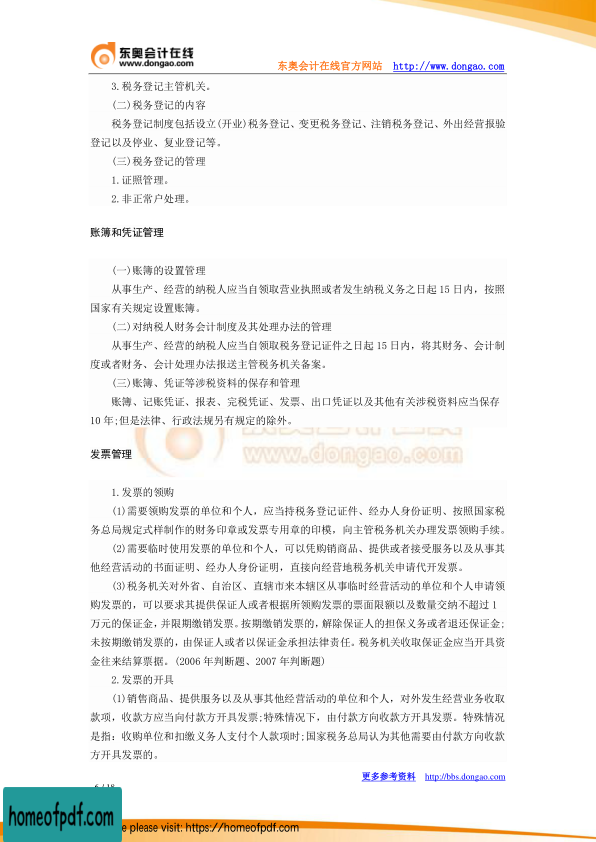 东奥会计在线
www.dongao.com
东奥会计在线官方网站 http://www.dongao.com
3.税务登记主管机关。
(二)税务登记的内容
税务登记制度包括设立(开业)税务登记、变更税务登记、注销税务登记、外出经营报验
登记以及停业、复业登记等。
(三)税务登记的管理
1.证照管理。
2.非正常户处理。
账簿和凭证管理
(一)账簿的设置管理
从事生产、经营的纳税人应当自领取营业执照或者发生纳税义务之日起 15 日内，按照
国家有关规定设置账簿。
(二)对纳税人财务会计制度及其处理办法的管理
从事生产、经营的纳税人应当自领取税务登记证件之日起 15 日内，将其财务、会计制
度或者财务、会计处理办法报送主管税务机关备案。
(三)账簿、凭证等涉税资料的保存和管理
账簿、记账凭证、报表、完税凭证、发票、出口凭证以及其他有关涉税资料应当保存
10 年;但是法律、行政法规另有规定的除外。
www.dongao.com
发票管理
1.发票的领购
(1)需要领购发票的单位和个人，应当持税务登记证件、经办人身份证明、按照国家税
务总局规定式样制作的财务印章或发票专用章的印模，向主管税务机关办理发票领购手续。
(2)需要临时使用发票的单位和个人，可以凭购销商品、提供或者接受服务以及从事其
他经营活动的书面证明、经办人身份证明，直接向经营地税务机关申请代开发票。
(3)税务机关对外省、自治区、直辖市来本辖区从事临时经营活动的单位和个人申请领
购发票的，可以要求其提供保证人或者根据所领购发票的票面限额以及数量交纳不超过 1
万元的保证金，并限期缴销发票。按期缴销发票的，解除保证人的担保义务或者退还保证金;
未按期缴销发票的，由保证人或者以保证金承担法律责任。税务机关收取保证金应当开具资
金往来结算票据。(2006 年判断题、2007 年判断题)
2.发票的开具
(1)销售商品、提供服务以及从事其他经营活动的单位和个人，对外发生经营业务收取
款项，收款方应当向付款方开具发票;特殊情况下，由付款方向收款方开具发票。特殊情况
是指：收购单位和扣缴义务人支付个人款项时;国家税务总局认为其他需要由付款方向收款
方开具发票的。
更多参考资料 http://bbs.dongao.com
6 / 18
homeofpdf.com
e please visit: https://homeofpdf.com